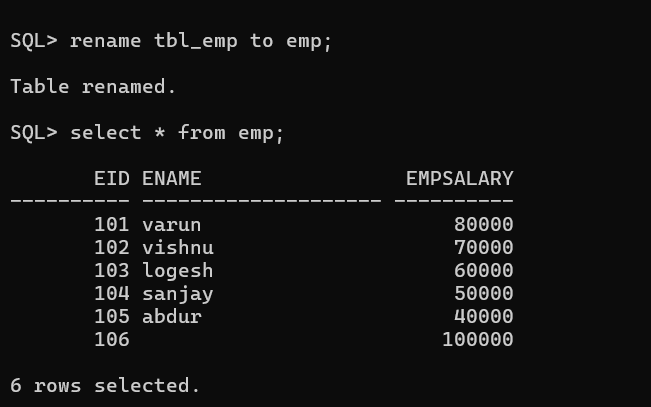 SQL> rename tbl_emp to emp;
Table renamed.
SQL> select * from emp;
       EID ENAME                 EMPSALARY
---------- -------------------- ----------
       101 varun                     80000
       102 vishnu                    70000
       103 logesh                    60000
       104 sanjay                    50000
       105 abdur                     40000
       106                          100000
6 rows selected.